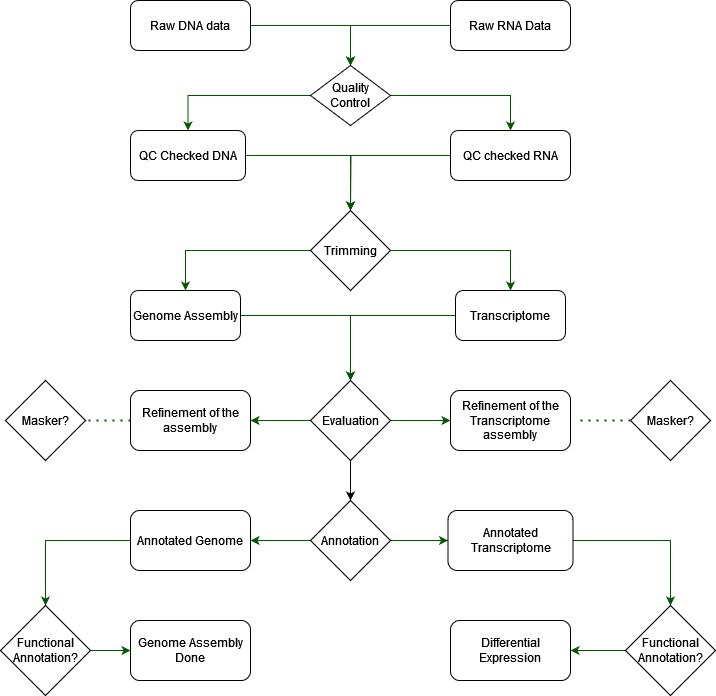 Raw DNA data
Raw RNA Data
Quality
Control
QC Checked DNA
QC checked RNA
Trimming
Genome Assembly
Transcriptome
Masker?
Refinement of the
assembly
Evaluation
Refinement of the
Transcriptome
assembly
Masker?
Annotated Genome
Annotation
Annotated
Transcriptome
Functional
Annotation?
Genome Assembly
Done
Differential
Expression
Functional
Annotation?